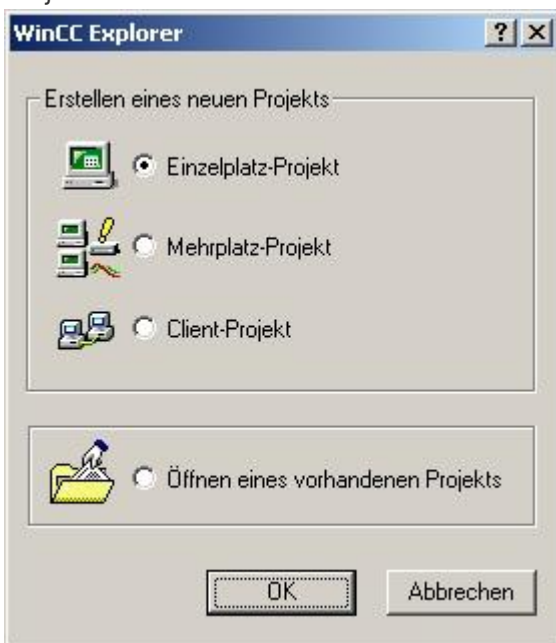 WinCC Explorer
Erstellen eines neuen Projekts
Einzelplatz-Projekt
Mehrplatz-Projekt
Client-Projekt
Öffnen eines vorhandenen Projekts
OK Abbrechen